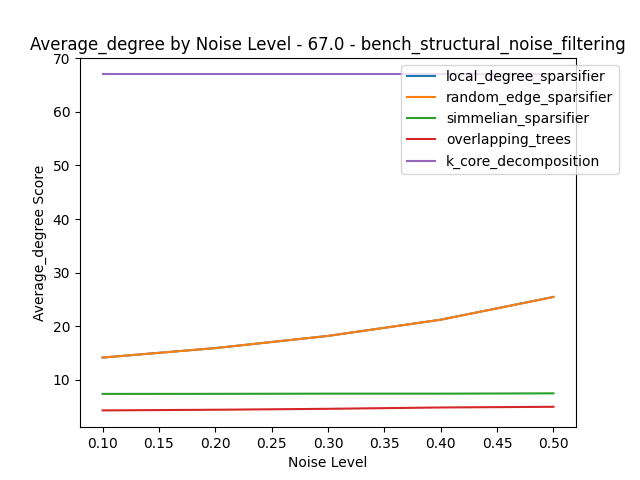 Average_degree by Noise Level - 67.0 - bench_structural_noise_filtering
70
60
50
40
30
20
10
Average_degree Score
local_degree_sparsifier
random_edge_sparsifier
simmelian_sparsifier
overlapping_trees
k_core_decomposition
0.10 0.15 0.20 0.25 0.30 0.35 0.40 0.45 0.50
Noise Level